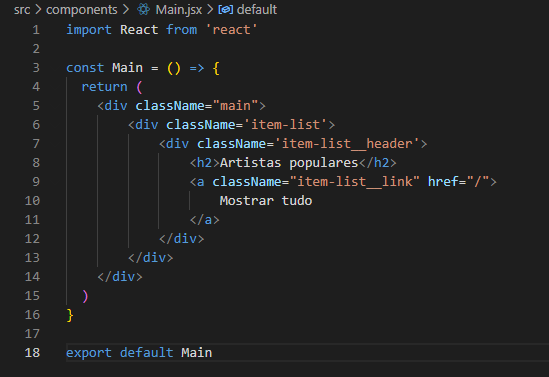 src > components > Main.jsx > default
1 import React from 'react'
2
3 const Main = () => {
4   return (
5     <div className="main">
6         <div className='item-list'>
7             <div className='item-list__header'>
8                 <h2>Artistas populares</h2>
9                 <a className="item-list__link" href="/">
10                     Mostrar tudo
11                 </a>
12             </div>
13         </div>
14     </div>
15   )
16 }
17
18 export default Main